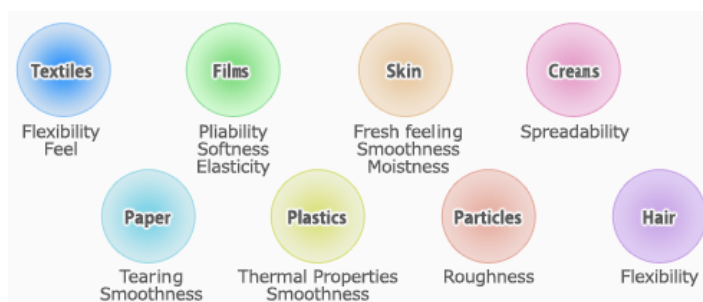 Textiles
Films
Skin
Creams
Flexibility
Feel
Pliability
Softness
Elasticity
Fresh feeling
Smoothness
Moistness
Spreadability
Paper
Plastics
Particles
Hair
Tearing
Smoothness
Thermal Properties
Smoothness
Roughness
Flexibility